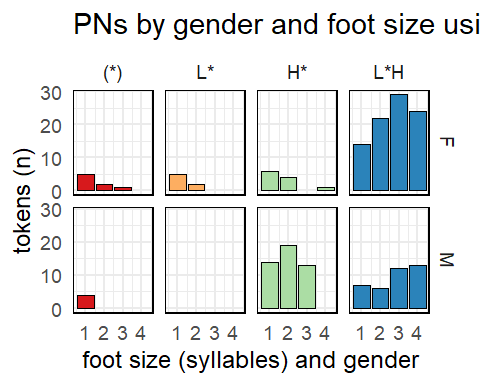 PNs by gender and foot size usi
(*) L* H* L*H
30
20
10
0
F
30
20
10
0
M
tokens (n)
1 2 3 4 1 2 3 4 1 2 3 4 1 2 3 4
foot size (syllables) and gender